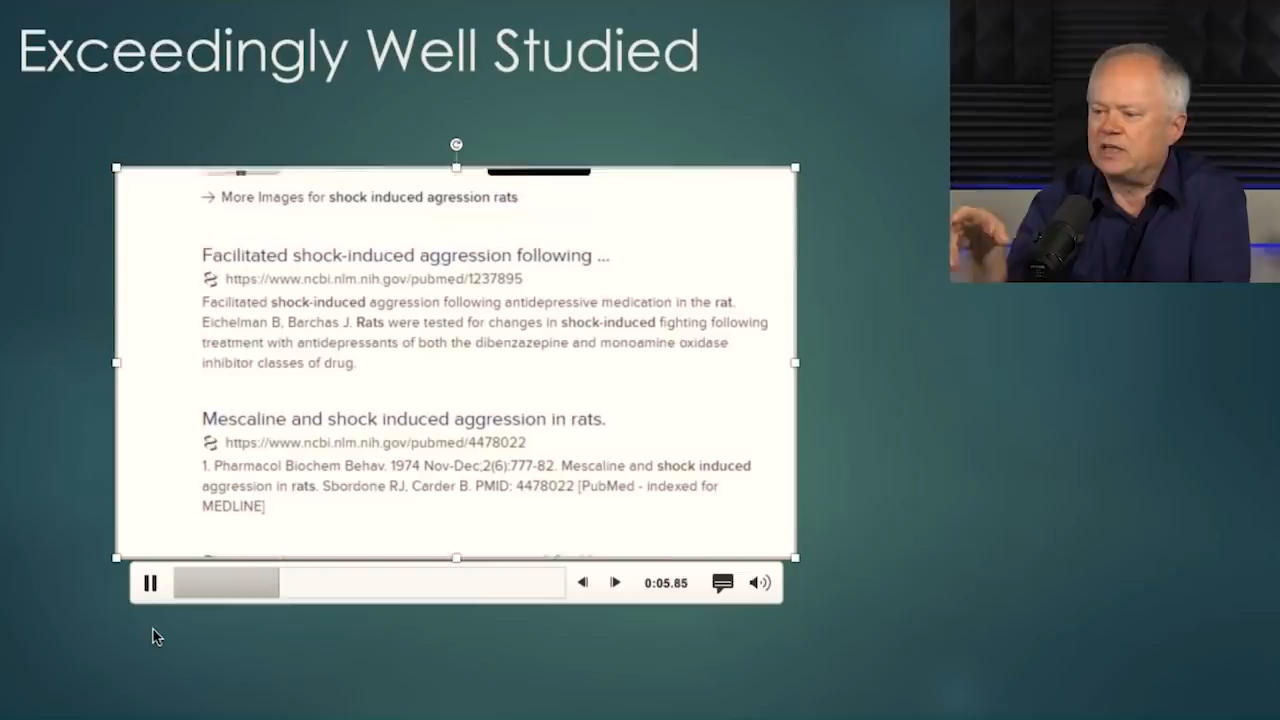 Exceedingly Well Studied
→ More Images for shock induced agression rats
Facilitated shock-induced aggression following ...
https://www.ncbi.nlm.nih.gov/pubmed/1237895
Facilitated shock-induced aggression following antidepressive medication in the rat.
Eichelman B, Barchas J. Rats were tested for changes in shock-induced fighting following
treatment with antidepressants of both the dibenzazepine and monoamine oxidase
inhibitor classes of drug.
Mescaline and shock induced aggression in rats.
https://www.ncbi.nlm.nih.gov/pubmed/4478022
1. Pharmacol Biochem Behav. 1974 Nov-Dec;2(6):777-82. Mescaline and shock induced
aggression in rats. Sbordone RJ, Carder B. PMID: 4478022 [PubMed - indexed for
MEDLINE]
0:05.85